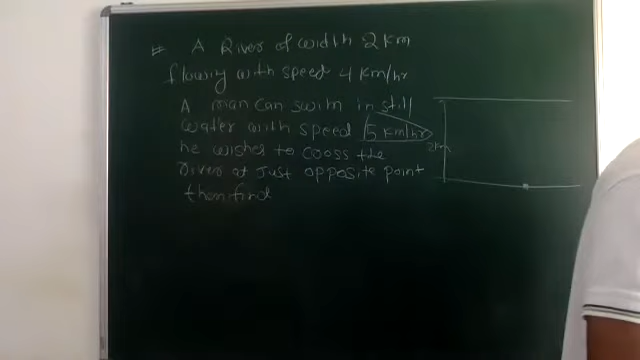 # A River of width 2 Km
flowing with speed 4 Km/hr
A man can swim in still
water with speed 5 Km/hr
he wishes to cross the
2km
River at Just opposite point
then find